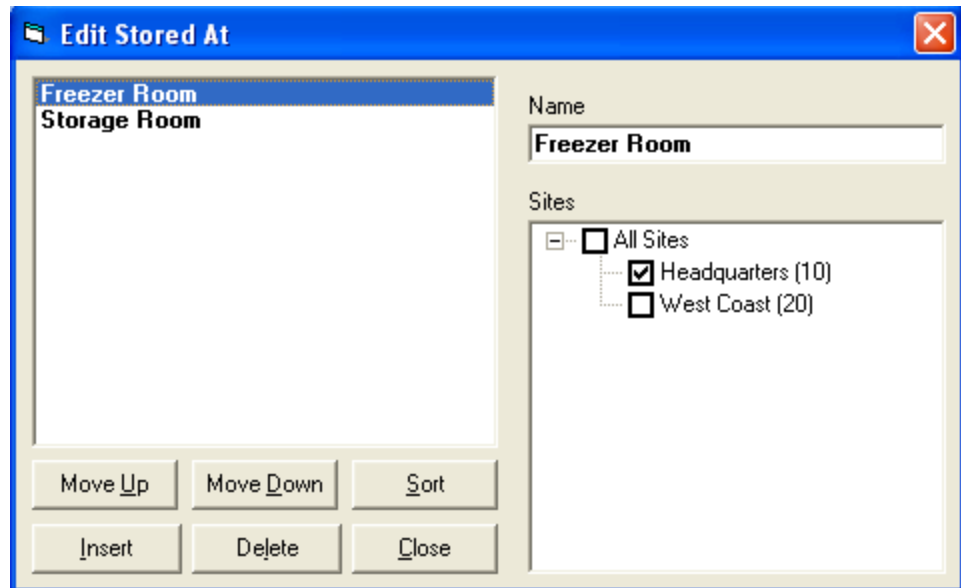 Edit Stored At
Freezer Room
Storage Room
Move Up
Move Down
Sort
Insert
Delete
Close
Name
Freezer Room
Sites
All Sites
Headquarters (10)
West Coast (20)